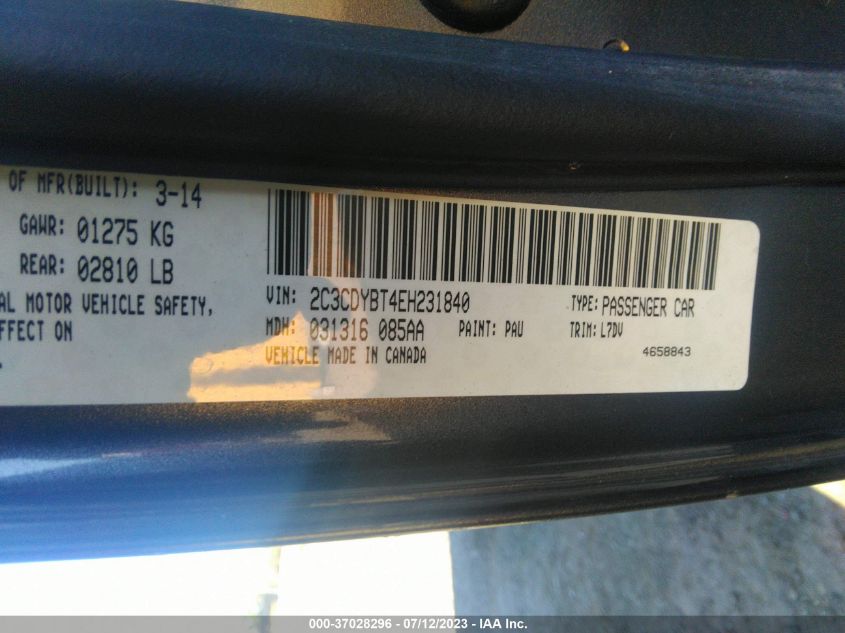 OF MFR(BUILT): 3-14
GAWR: 01275 KG
REAR: 02810 LB
AL MOTOR VEHICLE SAFETY,
FFECT ON
VIN: 2C3CDYBT4EH231840 TYPE: PASSENGER CAR
MDH: 031316 085AA PAINT: PAU TRIM: L7DV
VEHICLE MADE IN CANADA 4658843
000-37028296 - 07/12/2023 - IAA Inc.